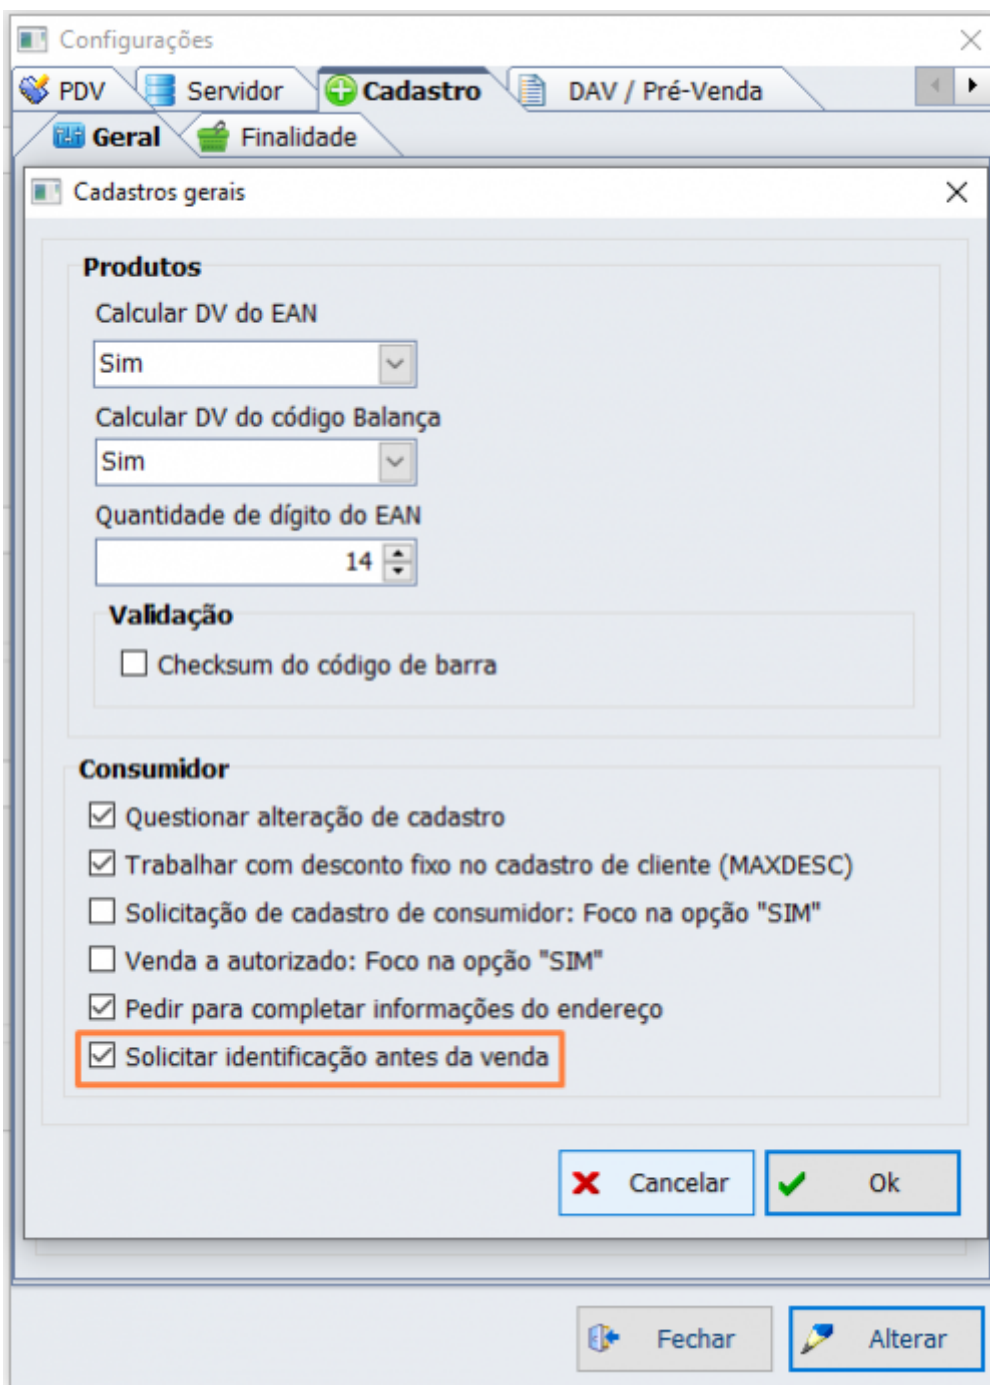 Configurações
PDV Servidor Cadastro DAV / Pré-Venda
Geral Finalidade
Cadastros gerais
Produtos
Calcular DV do EAN
Sim
Calcular DV do código Balança
Sim
Quantidade de dígito do EAN
14
Validação
Checksum do código de barra
Consumidor
Questionar alteração de cadastro
Trabalhar com desconto fixo no cadastro de cliente (MAXDESC)
Solicitação de cadastro de consumidor: Foco na opção "SIM"
Venda a autorizado: Foco na opção "SIM"
Pedir para completar informações do endereço
Solicitar identificação antes da venda
Cancelar Ok
Fechar Alterar